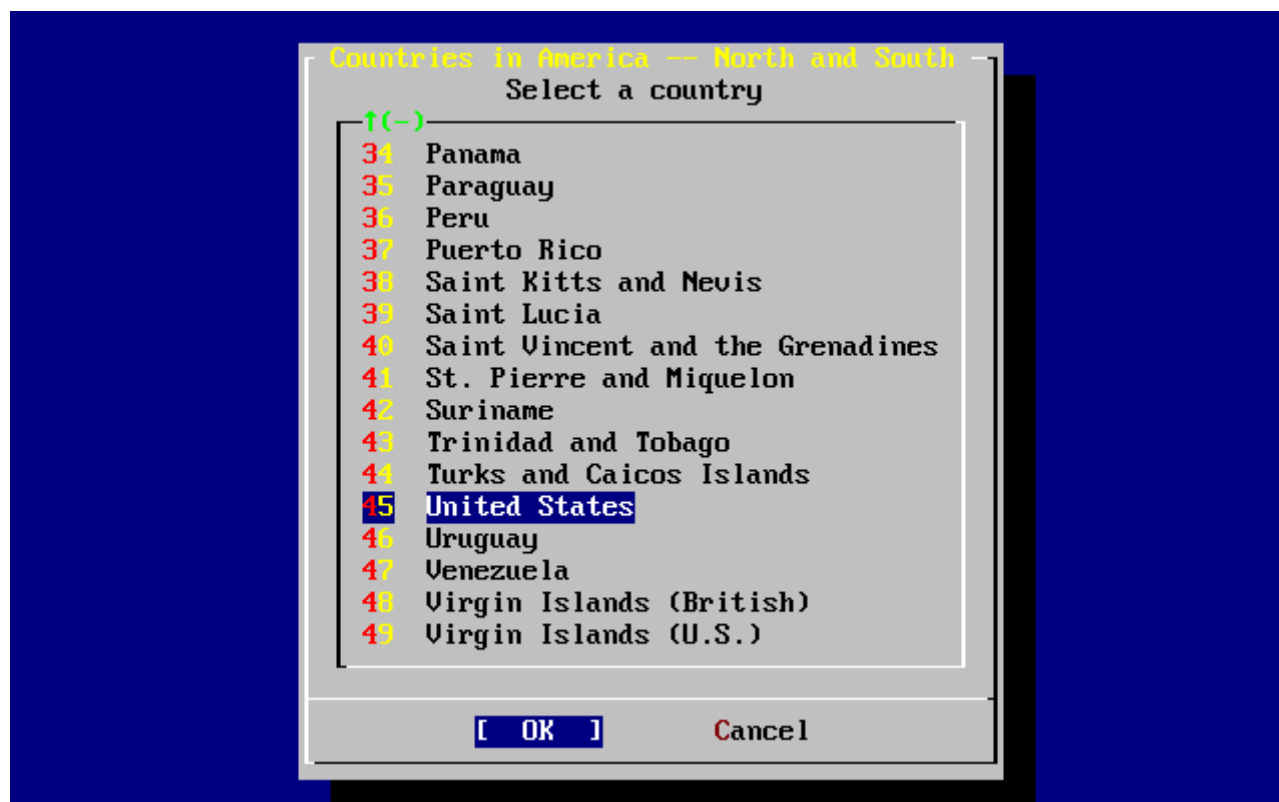 Countries in America -- North and South
Select a country
↑(-)
34 Panama
35 Paraguay
36 Peru
37 Puerto Rico
38 Saint Kitts and Nevis
39 Saint Lucia
40 Saint Vincent and the Grenadines
41 St. Pierre and Miquelon
42 Suriname
43 Trinidad and Tobago
44 Turks and Caicos Islands
45 United States
46 Uruguay
47 Venezuela
48 Virgin Islands (British)
49 Virgin Islands (U.S.)
[ OK ] Cancel